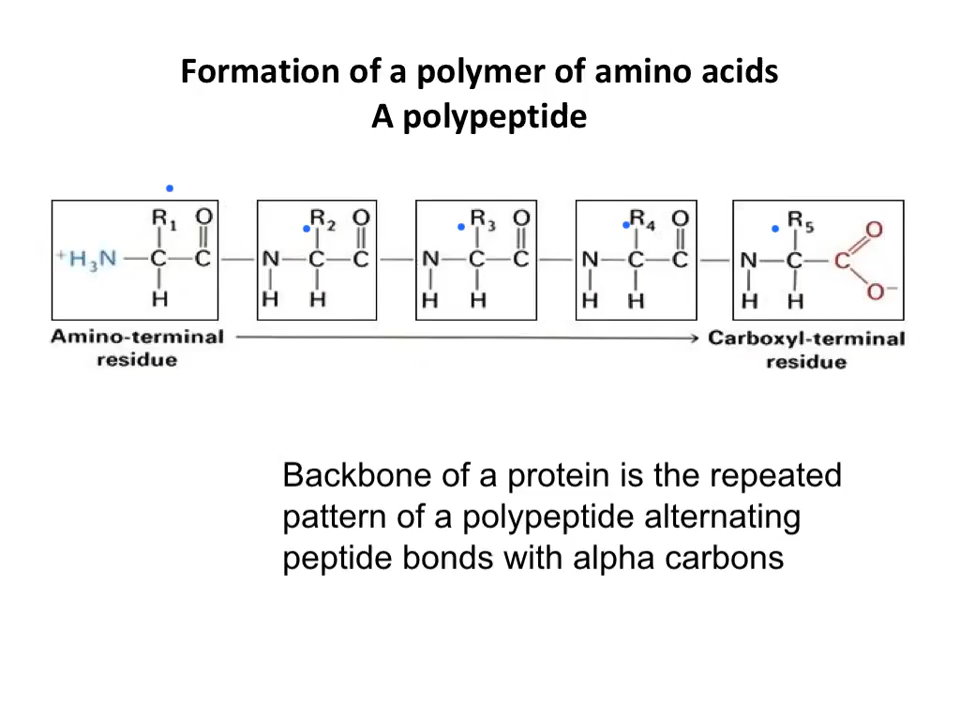 Formation of a polymer of amino acids
A polypeptide
R1 O R2 O R3 O R4 O R5 O
+H3N C C N C C N C C N C C N C C
H H H H H H H H H O−
Amino-terminal residue
Carboxyl-terminal residue
Backbone of a protein is the repeated
pattern of a polypeptide alternating
peptide bonds with alpha carbons